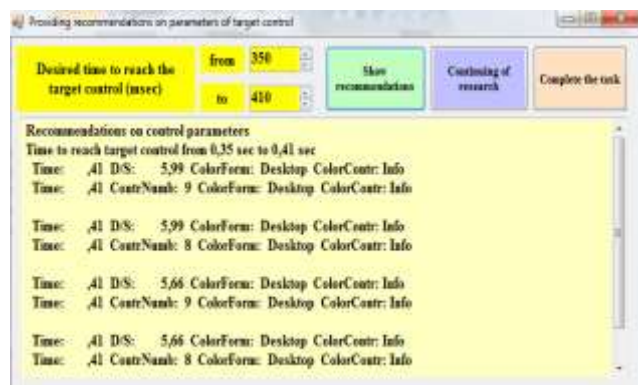 Providing recommendations on parameters of target control
Desired time to reach the
target control (msec)
from 350
to 410
Show
recommendations
Continuing of
research
Complete the task
Recommendations on control parameters
Time to reach target control from 0,35 sec to 0,41 sec
Time: ,41 D/S: 5,99 ColorForm: Desktop ColorContr: Info
Time: ,41 ContrNumb: 9 ColorForm: Desktop ColorContr: Info
Time: ,41 D/S: 5,99 ColorForm: Desktop ColorContr: Info
Time: ,41 ContrNumb: 8 ColorForm: Desktop ColorContr: Info
Time: ,41 D/S: 5,66 ColorForm: Desktop ColorContr: Info
Time: ,41 ContrNumb: 9 ColorForm: Desktop ColorContr: Info
Time: ,41 D/S: 5,66 ColorForm: Desktop ColorContr: Info
Time: ,41 ContrNumb: 8 ColorForm: Desktop ColorContr: Info